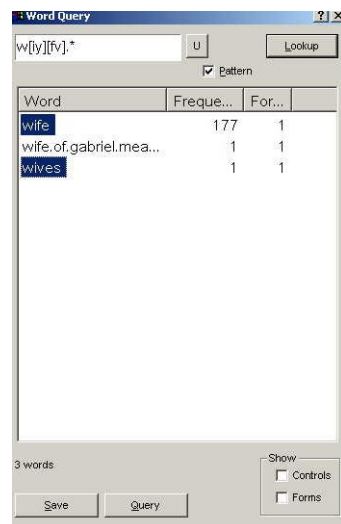 Word Query ? X
w[iy][fv].* U Lookup
Pattern
Word Freque... For...
wife 177 1
wife.of.gabriel.mea... 1 1
wives 1 1
3 words
Show
Controls
Forms
Save Query